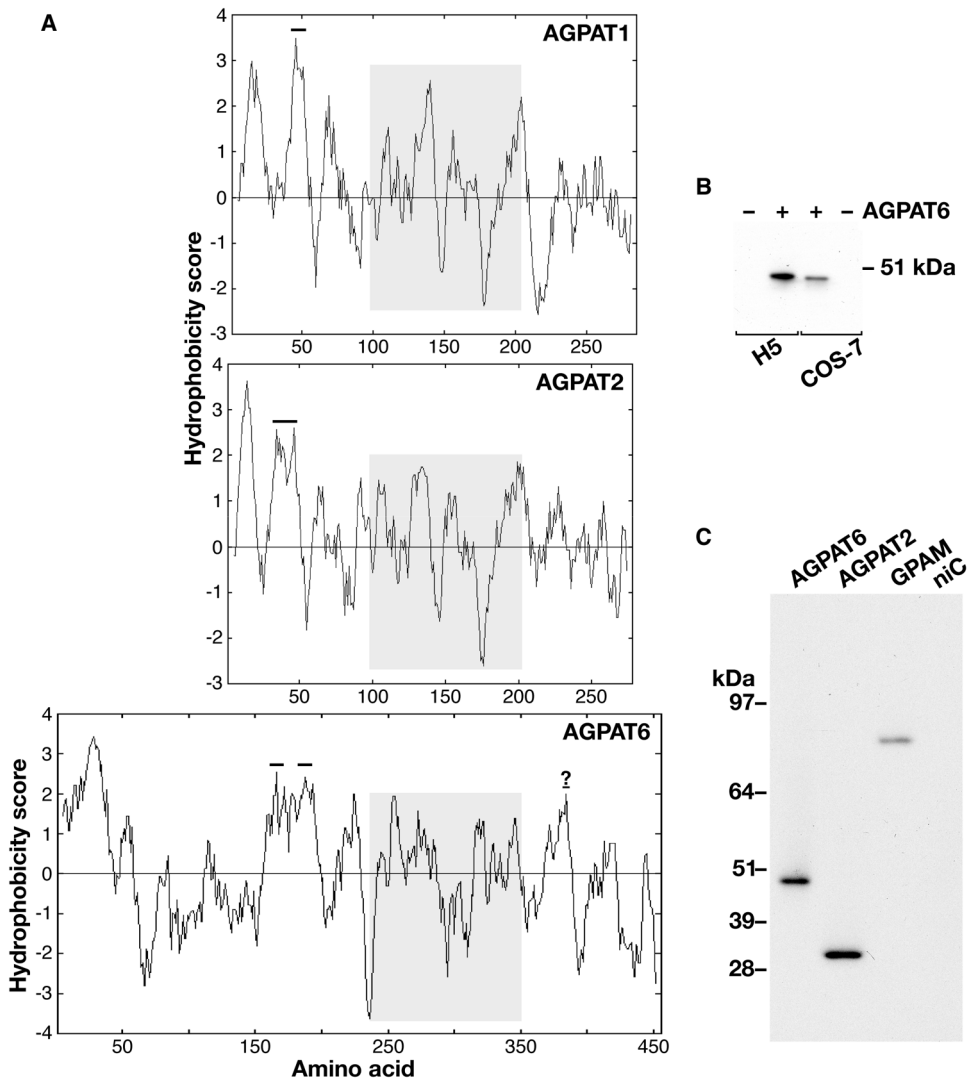 A
AGPAT1
4
3
2
1
0
-1
-2
-3
50 100 150 200 250
Hydrophobicity score
AGPAT2
4
3
2
1
0
-1
-2
-3
50 100 150 200 250
AGPAT6
?
4
3
2
1
0
-1
-2
-3
-4
50 150 250 350 450
Hydrophobicity score
Amino acid
B
– + + – AGPAT6
– 51 kDa
H5 COS-7
C
AGPAT6 AGPAT2 GPAM niC
kDa
97–
64–
51–
39–
28–